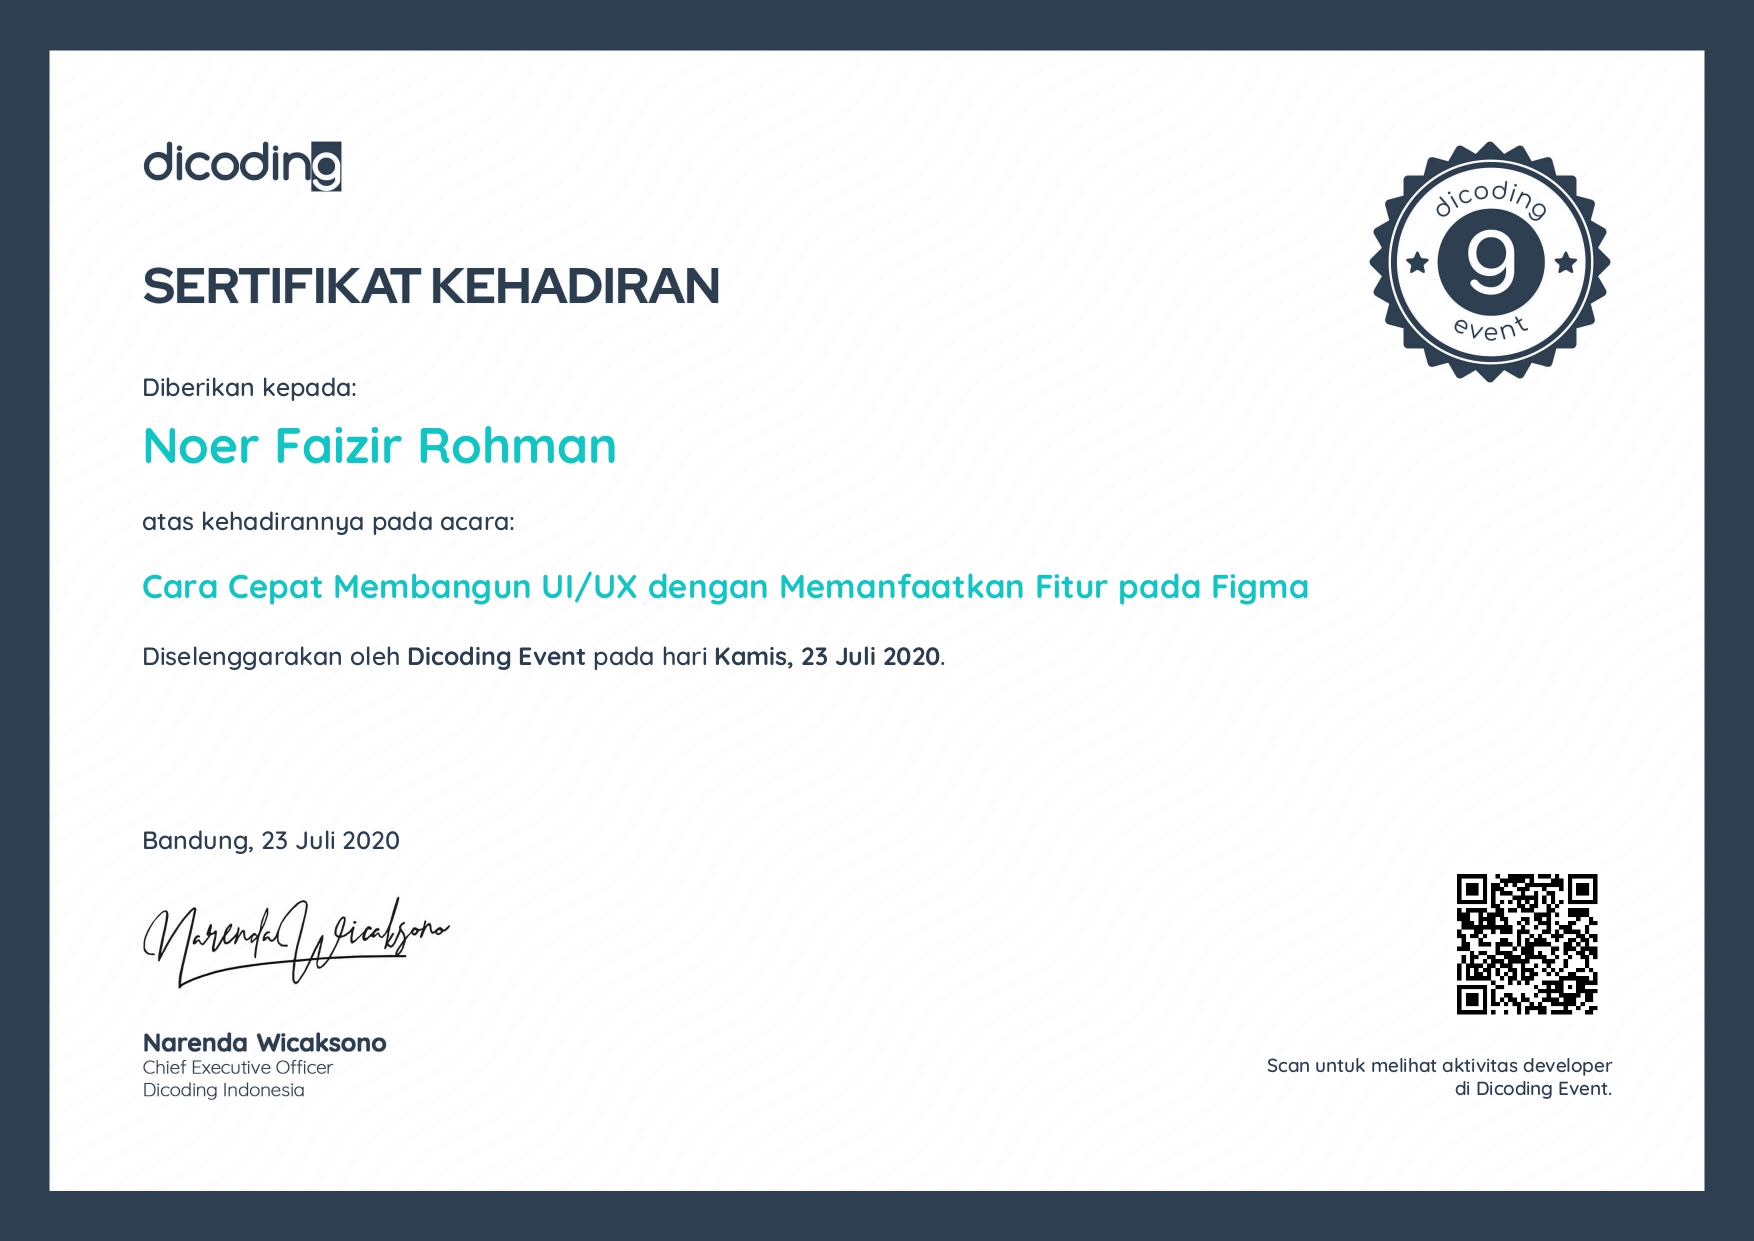 dicoding
dicoding
g
event
SERTIFIKAT KEHADIRAN
Diberikan kepada:
Noer Faizir Rohman
atas kehadirannya pada acara:
Cara Cepat Membangun UI/UX dengan Memanfaatkan Fitur pada Figma
Diselenggarakan oleh Dicoding Event pada hari Kamis, 23 Juli 2020.
Bandung, 23 Juli 2020
Narenda Wicaksono
Narenda Wicaksono
Chief Executive Officer
Dicoding Indonesia
Scan untuk melihat aktivitas developer
di Dicoding Event.